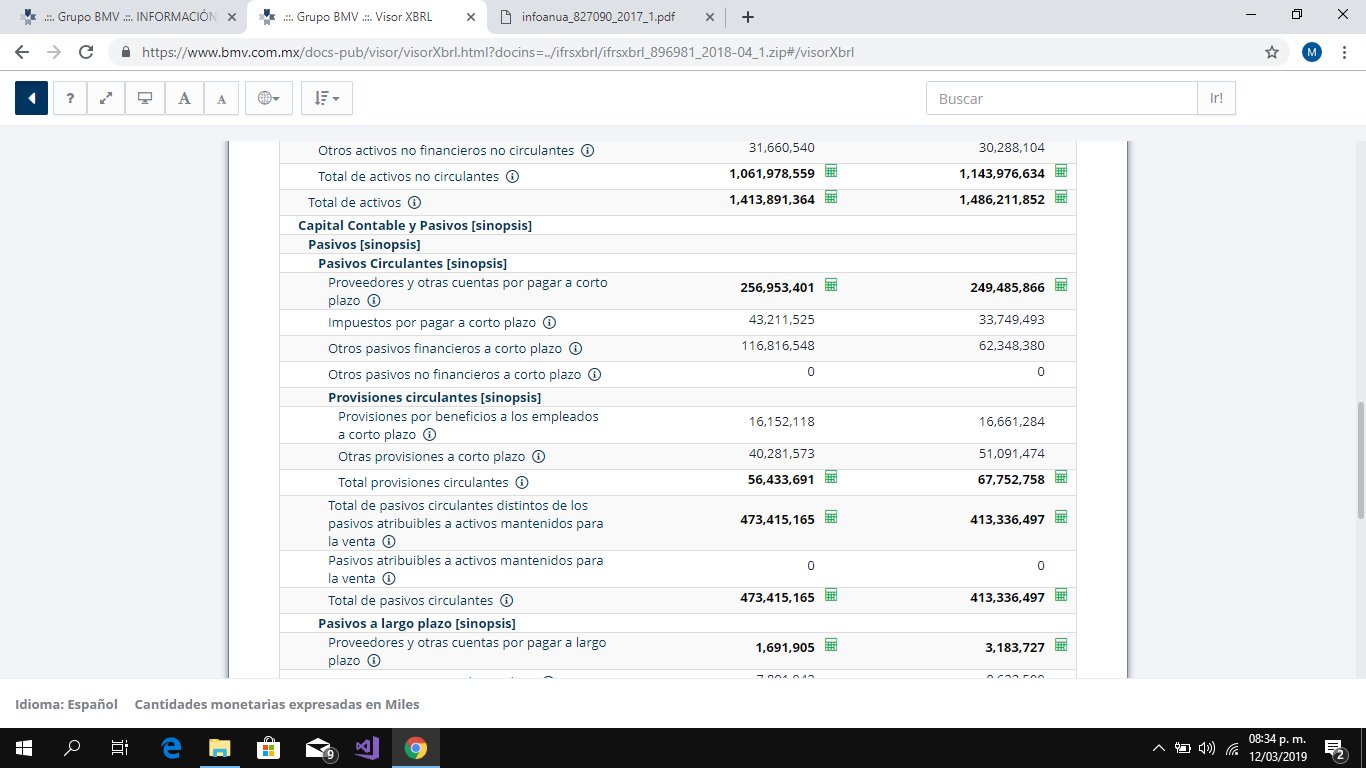 .::. Grupo BMV .::. INFORMACIÓN
.::. Grupo BMV .::. Visor XBRL
infoanua_827090_2017_1.pdf
https://www.bmv.com.mx/docs-pub/visor/visorXbrl.html?docins=../ifrsxbrl/ifrsxbrl_896981_2018-04_1.zip#/visorXbrl
M
? A A Buscar Ir!
Otros activos no financieros no circulantes 31,660,540 30,288,104
Total de activos no circulantes 1,061,978,559 1,143,976,634
Total de activos 1,413,891,364 1,486,211,852
Capital Contable y Pasivos [sinopsis]
Pasivos [sinopsis]
Pasivos Circulantes [sinopsis]
Proveedores y otras cuentas por pagar a corto
plazo 256,953,401 249,485,866
Impuestos por pagar a corto plazo 43,211,525 33,749,493
Otros pasivos financieros a corto plazo 116,816,548 62,348,380
Otros pasivos no financieros a corto plazo 0 0
Provisiones circulantes [sinopsis]
Provisiones por beneficios a los empleados
a corto plazo 16,152,118 16,661,284
Otras provisiones a corto plazo 40,281,573 51,091,474
Total provisiones circulantes 56,433,691 67,752,758
Total de pasivos circulantes distintos de los
pasivos atribuibles a activos mantenidos para 473,415,165 413,336,497
la venta
Pasivos atribuibles a activos mantenidos para
la venta 0 0
Total de pasivos circulantes 473,415,165 413,336,497
Pasivos a largo plazo [sinopsis]
Proveedores y otras cuentas por pagar a largo
plazo 1,691,905 3,183,727
Idioma: Español Cantidades monetarias expresadas en Miles
9
08:34 p. m.
12/03/2019
2